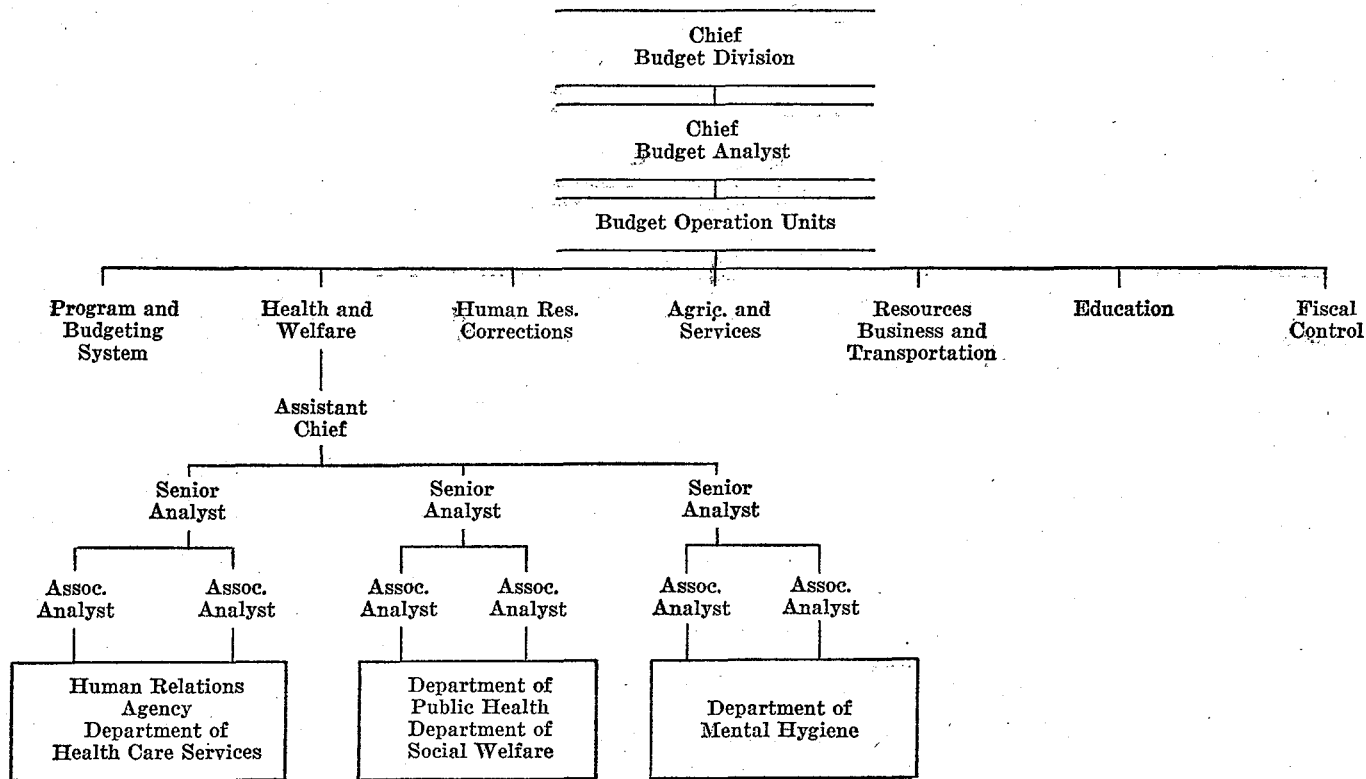 Chief
Budget Division
Chief
Budget Analyst
Budget Operation Units
Program and
Budgeting
System
Health and
Welfare
Human Res.
Corrections
Agric. and
Services
Resources
Business and
Transportation
Education
Fiscal
Control
Assistant
Chief
Senior
Analyst
Senior
Analyst
Senior
Analyst
Assoc.
Analyst
Assoc.
Analyst
Assoc.
Analyst
Assoc.
Analyst
Assoc.
Analyst
Assoc.
Analyst
Human Relations
Agency
Department of
Health Care Services
Department of
Public Health
Department of
Social Welfare
Department of
Mental Hygiene